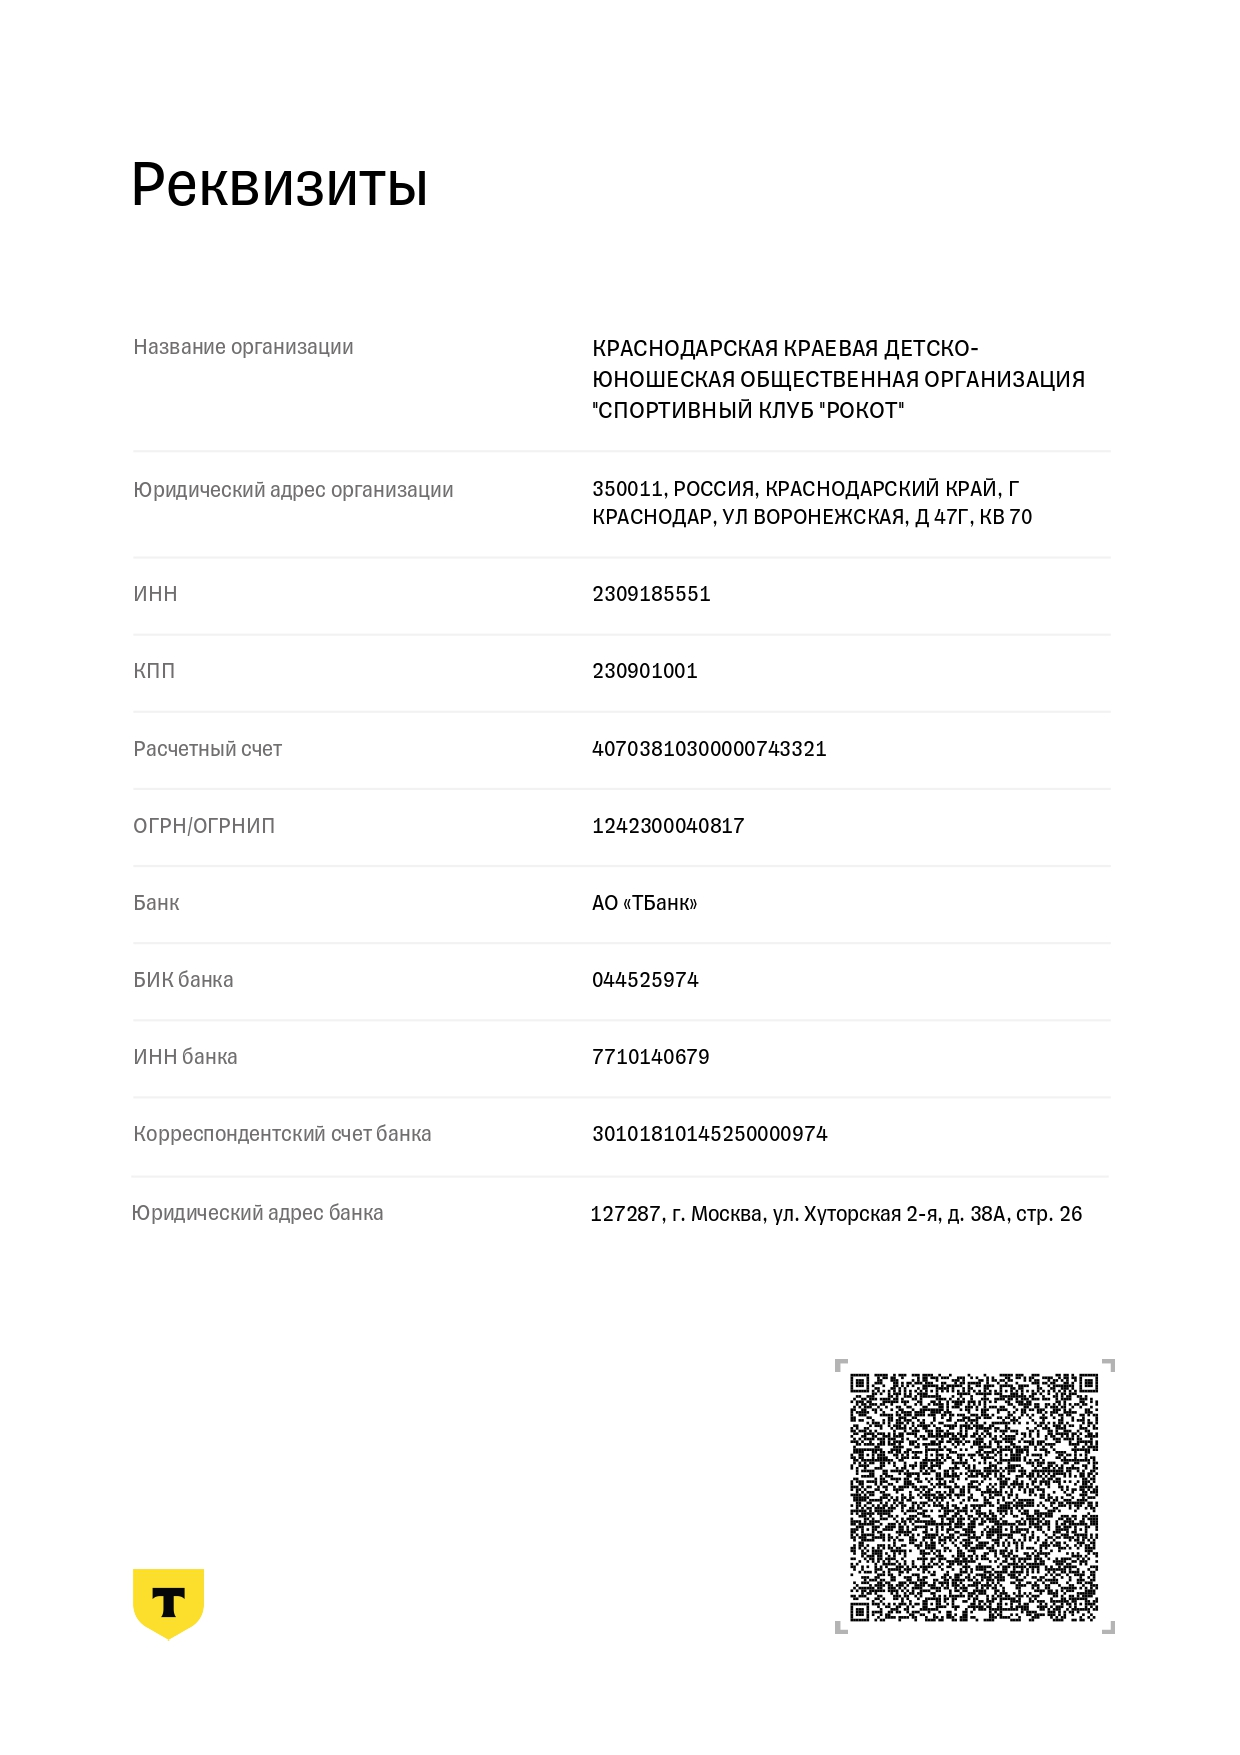 Реквизиты
Название организации
КРАСНОДАРСКАЯ КРАЕВАЯ ДЕТСКО-
ЮНОШЕСКАЯ ОБЩЕСТВЕННАЯ ОРГАНИЗАЦИЯ
"СПОРТИВНЫЙ КЛУБ "РОКОТ"
Юридический адрес организации
350011, РОССИЯ, КРАСНОДАРСКИЙ КРАЙ, Г
КРАСНОДАР, УЛ ВОРОНЕЖСКАЯ, Д 47Г, КВ 70
ИНН
2309185551
КПП
230901001
Расчетный счет
40703810300000743321
ОГРН/ОГРНИП
1242300040817
Банк
АО «ТБанк»
БИК банка
044525974
ИНН банка
7710140679
Корреспондентский счет банка
30101810145250000974
Юридический адрес банка
127287, г. Москва, ул. Хуторская 2-я, д. 38А, стр. 26
Т